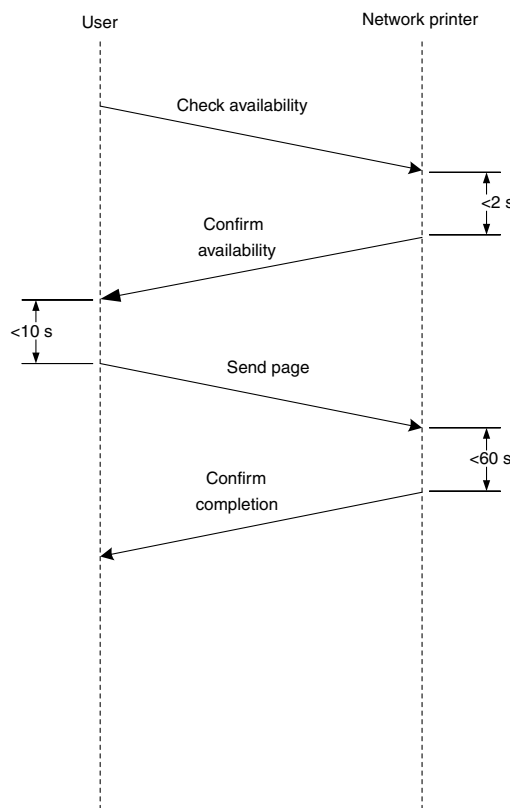 User
Network printer
Check availability
<2 s
Confirm
availability
<10 s
Send page
<60 s
Confirm
completion